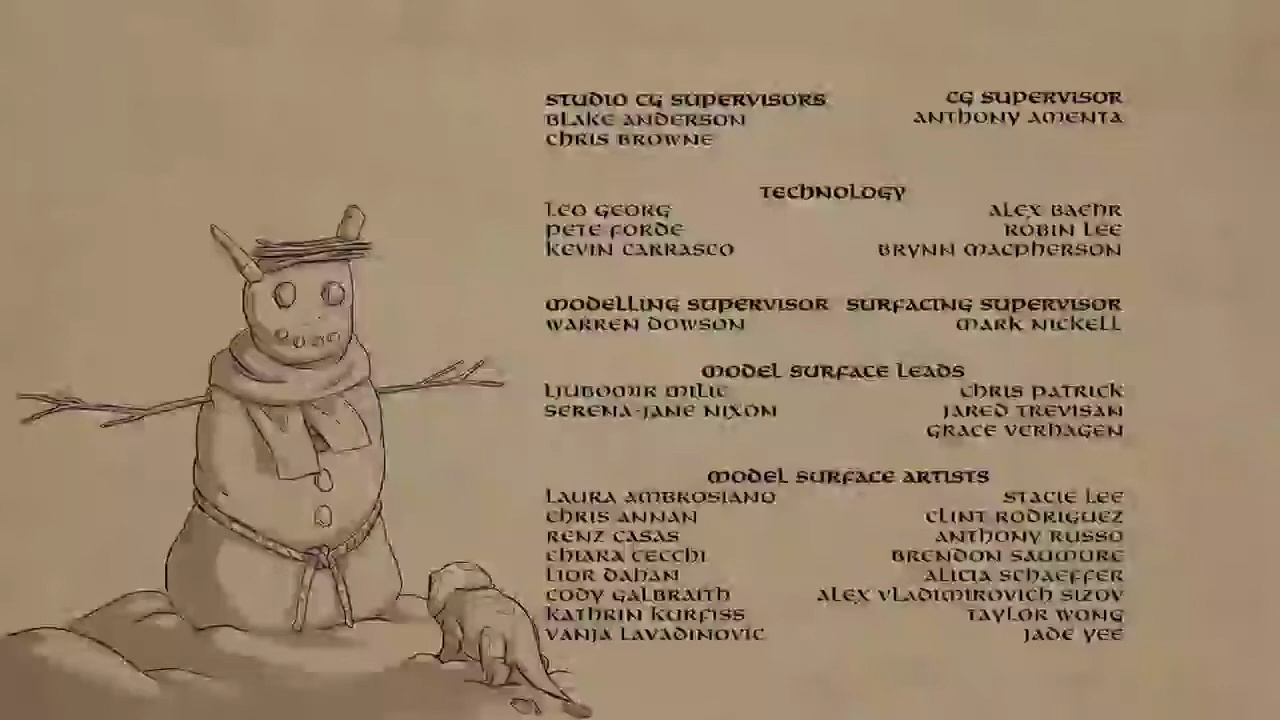 STUDIO CG SUPERVISORS CG SUPERVISOR
BLAKE ANDERSON ANTHONY AMENTA
CHRIS BROWNE
TECHNOLOGY
LEO GEORG ALEX BAEHR
PETE FORDE ROBIN LEE
KEVIN CARRASCO BRYNN MACPHERSON
MODELLING SUPERVISOR SURFACING SUPERVISOR
WARREN DOWSON MARK NICKELL
MODEL SURFACE LEADS
LJUBOMIR MILIC CHRIS PATRICK
SERENA-JANE NIXON JARED TREVISAN
GRACE VERHAGEN
MODEL SURFACE ARTISTS
LAURA AMBROSIANO STACIE LEE
CHRIS ANNAN CLINT RODRIGUEZ
RENZ CASAS ANTHONY RUSSO
CHIARA CECCHI BRENDON SAUMURE
LIOR DAHAN ALICIA SCHAEFFER
CODY GALBRAITH ALEX VLADIMIROVICH SIZOV
KATHRIN KURFISS TAYLOR WONG
VANJA LAVADINOVIC JADE YEE